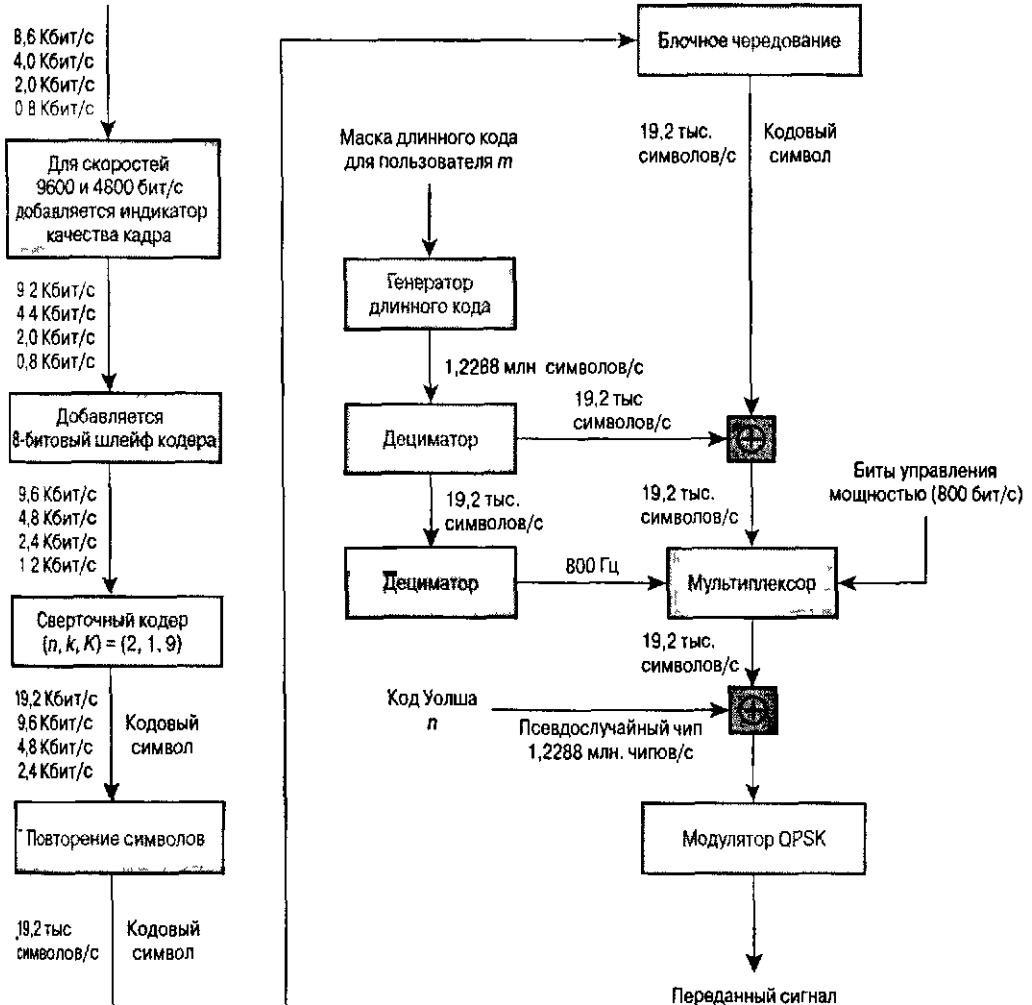 8,6 Кбит/с
4,0 Кбит/с
2,0 Кбит/с
0 8 Кбит/с
Для скоростей
9600 и 4800 бит/с
добавляется индикатор
качества кадра
9 2 Кбит/с
4 4 Кбит/с
2,0 Кбит/с
0,8 Кбит/с
Добавляется
8-битовый шлейф кодера
9,6 Кбит/с
4,8 Кбит/с
2,4 Кбит/с
1 2 Кбит/с
Сверточный кодер
(n, k, K) = (2, 1, 9)
19,2 Кбит/с
9,6 Кбит/с
4,8 Кбит/с
2,4 Кбит/с
Кодовый
символ
Повторение символов
19,2 тыс
символов/с
Кодовый
символ
Блочное чередование
19,2 тыс.
символов/с
Кодовый
символ
Маска длинного кода
для пользователя m
Генератор
длинного кода
1,2288 млн символов/с
Дециматор
19,2 тыс
символов/с
⊕
19,2 тыс.
символов/с
19,2 тыс.
символов/с
Биты управления
мощностью (800 бит/с)
Дециматор
800 Гц
Мультиплексор
19,2 тыс.
символов/с
Код Уолша
n
Псевдослучайный чип
1,2288 млн. чипов/с
⊕
Модулятор QPSK
Переданный сигнал